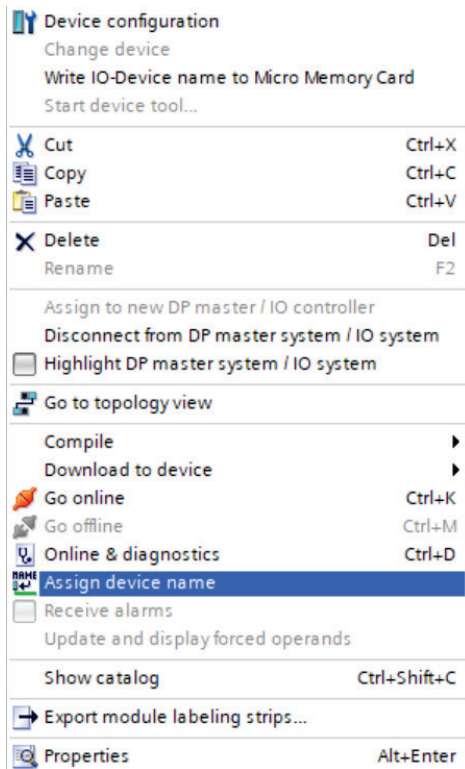 Device configuration
Change device
Write IO-Device name to Micro Memory Card
Start device tool...
Cut Ctrl+X
Copy Ctrl+C
Paste Ctrl+V
Delete Del
Rename F2
Assign to new DP master / IO controller
Disconnect from DP master system / IO system
Highlight DP master system / IO system
Go to topology view
Compile
Download to device
Go online Ctrl+K
Go offline Ctrl+M
Online & diagnostics Ctrl+D
NAME Assign device name
Receive alarms
Update and display forced operands
Show catalog Ctrl+Shift+C
Export module labeling strips...
Properties Alt+Enter